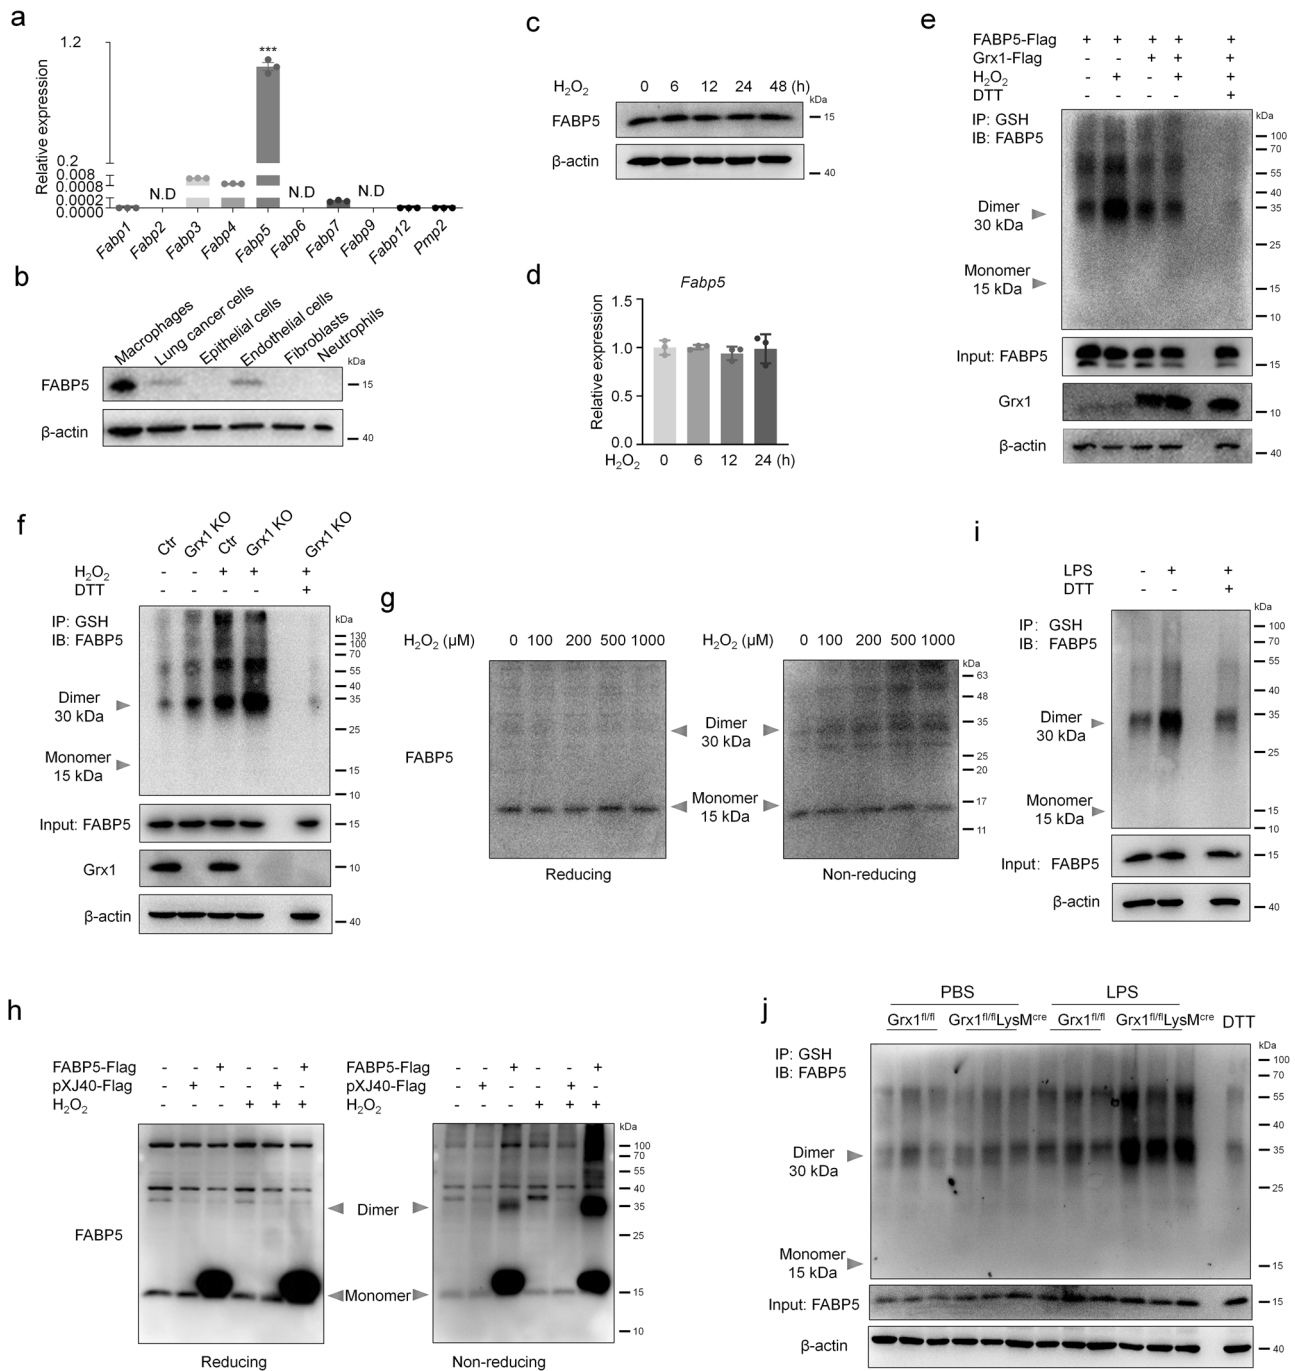 a
Relative expression
1.2
0.2
0.008
0.0008
0.0002
0.0000
N.D
N.D
N.D
***
Fabp1
Fabp2
Fabp3
Fabp4
Fabp5
Fabp6
Fabp7
Fabp9
Fabp12
Pmp2
b
Macrophages
Lung cancer cells
Epithelial cells
Endothelial cells
Fibroblasts
Neutrophils
kDa
FABP5
15
β-actin
40
c
H₂O₂ 0 6 12 24 48 (h)
kDa
FABP5
15
β-actin
40
d
Fabp5
Relative expression
1.5
1.0
0.5
0.0
H₂O₂ 0 6 12 24 (h)
e
FABP5-Flag + + + + +
Grx1-Flag - - + + +
H₂O₂ - + - + +
DTT - - - - +
IP: GSH
IB: FABP5
kDa
100
70
55
40
35
25
15
10
Dimer
30 kDa
Monomer
15 kDa
Input: FABP5
15
Grx1
10
β-actin
40
f
Ctr
Grx1 KO
Ctr
Grx1 KO
Grx1 KO
H₂O₂ - - + + +
DTT - - - - +
IP: GSH
IB: FABP5
kDa
130
100
70
55
40
35
25
15
10
Dimer
30 kDa
Monomer
15 kDa
Input: FABP5
15
Grx1
10
β-actin
40
g
H₂O₂ (µM) 0 100 200 500 1000
H₂O₂ (µM) 0 100 200 500 1000
kDa
63
48
35
25
20
17
11
FABP5
Dimer
30 kDa
Monomer
15 kDa
Reducing
Non-reducing
i
LPS - + +
DTT - - +
IP: GSH
IB: FABP5
kDa
100
70
55
40
35
25
15
10
Dimer
30 kDa
Monomer
15 kDa
Input: FABP5
15
β-actin
40
h
FABP5-Flag - - + - - +
pXJ40-Flag - + - - + -
H₂O₂ - - - + + +
FABP5-Flag - - + - - +
pXJ40-Flag - + - - + -
H₂O₂ - - - + + +
kDa
100
70
55
40
35
25
15
10
FABP5
Dimer
Monomer
Reducing
Non-reducing
j
PBS LPS
Grx1fl/fl Grx1fl/flLysMcre Grx1fl/fl Grx1fl/flLysMcre DTT
IP: GSH
IB: FABP5
kDa
100
70
55
40
35
25
15
Dimer
30 kDa
Monomer
15 kDa
Input: FABP5
15
β-actin
40